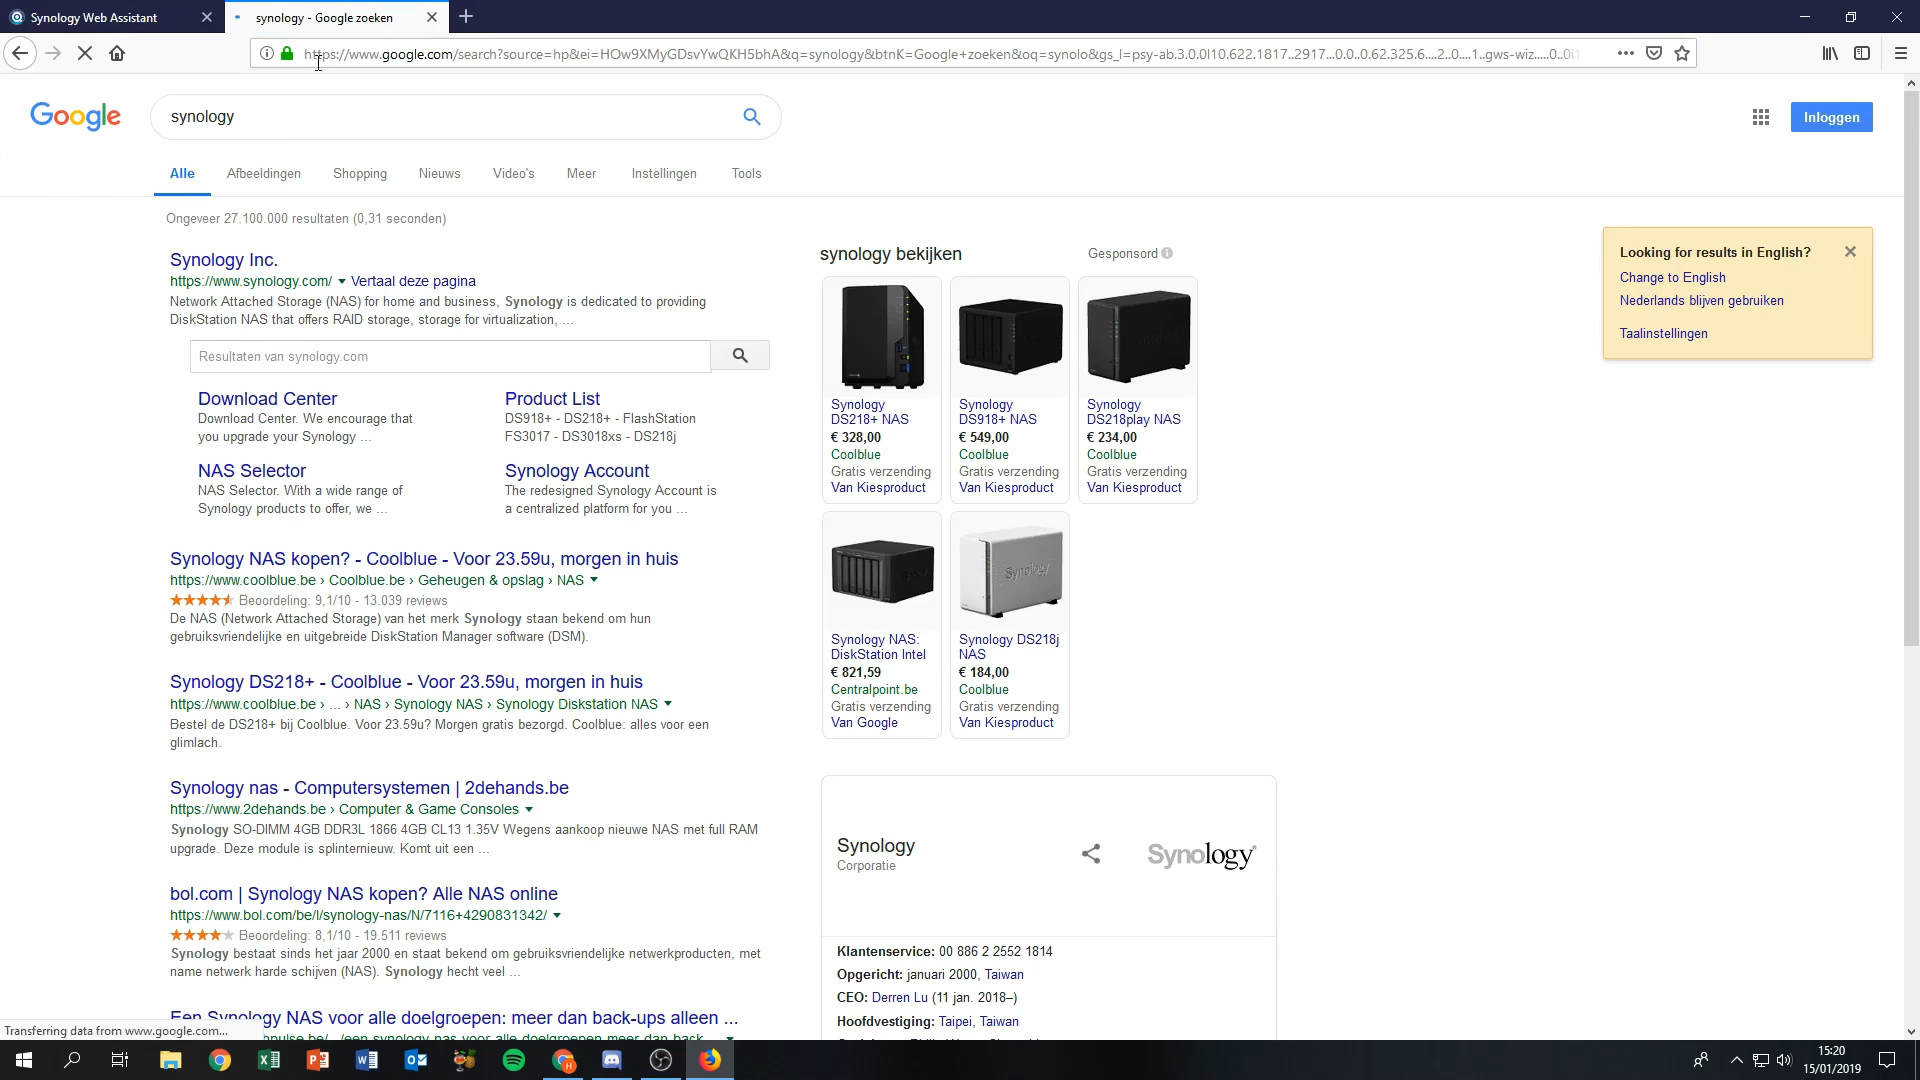 Synology Web Assistant
synology - Google zoeken
https://www.google.com/search?source=hp&ei=HOw9XMyGDsvYwQKH5bhA&q=synology&btnK=Google+zoeken&oq=synolo&gs_l=psy-ab.3.0.0l10.622.1817..2917...0.0..0.62.325.6....2..0....1..gws-wiz.....0..0i1
Google
synology
Inloggen
Alle Afbeeldingen Shopping Nieuws Video's Meer Instellingen Tools
Ongeveer 27.100.000 resultaten (0,31 seconden)
Synology Inc.
https://www.synology.com/ Vertaal deze pagina
Network Attached Storage (NAS) for home and business, Synology is dedicated to providing
DiskStation NAS that offers RAID storage, storage for virtualization, ...
Resultaten van synology.com
Download Center
Download Center. We encourage that
you upgrade your Synology ...
Product List
DS918+ - DS218+ - FlashStation
FS3017 - DS3018xs - DS218j
NAS Selector
NAS Selector. With a wide range of
Synology products to offer, we ...
Synology Account
The redesigned Synology Account is
a centralized platform for you ...
Synology NAS kopen? - Coolblue - Voor 23.59u, morgen in huis
https://www.coolblue.be › Coolblue.be › Geheugen & opslag › NAS
Beoordeling: 9,1/10 - 13.039 reviews
De NAS (Network Attached Storage) van het merk Synology staan bekend om hun
gebruiksvriendelijke en uitgebreide DiskStation Manager software (DSM).
Synology DS218+ - Coolblue - Voor 23.59u, morgen in huis
https://www.coolblue.be › ... › NAS › Synology NAS › Synology Diskstation NAS
Bestel de DS218+ bij Coolblue. Voor 23.59u? Morgen gratis bezorgd. Coolblue: alles voor een
glimlach.
Synology nas - Computersystemen | 2dehands.be
https://www.2dehands.be › Computer & Game Consoles
Synology SO-DIMM 4GB DDR3L 1866 4GB CL13 1.35V Wegens aankoop nieuwe NAS met full RAM
upgrade. Deze module is splinternieuw. Komt uit een ...
bol.com | Synology NAS kopen? Alle NAS online
https://www.bol.com/be/l/synology-nas/N/7116+4290831342/
Beoordeling: 8,1/10 - 19.511 reviews
Synology bestaat sinds het jaar 2000 en staat bekend om gebruiksvriendelijke netwerkproducten, met
name netwerk harde schijven (NAS). Synology hecht veel ...
Een Synology NAS voor alle doelgroepen: meer dan back-ups alleen ...
synology bekijken
Gesponsord
Synology
DS218+ NAS
€ 328,00
Coolblue
Gratis verzending
Van Kiesproduct
Synology
DS918+ NAS
€ 549,00
Coolblue
Gratis verzending
Van Kiesproduct
Synology
DS218play NAS
€ 234,00
Coolblue
Gratis verzending
Van Kiesproduct
Synology NAS:
DiskStation Intel
€ 821,59
Centralpoint.be
Gratis verzending
Van Google
Synology
Synology DS218j
NAS
€ 184,00
Coolblue
Gratis verzending
Van Kiesproduct
Synology
Corporatie
Synology
Klantenservice: 00 886 2 2552 1814
Opgericht: januari 2000, Taiwan
CEO: Derren Lu (11 jan. 2018–)
Hoofdvestiging: Taipei, Taiwan
Looking for results in English?
Change to English
Nederlands blijven gebruiken
Taalinstellingen
Transferring data from www.google.com...
15:20
15/01/2019